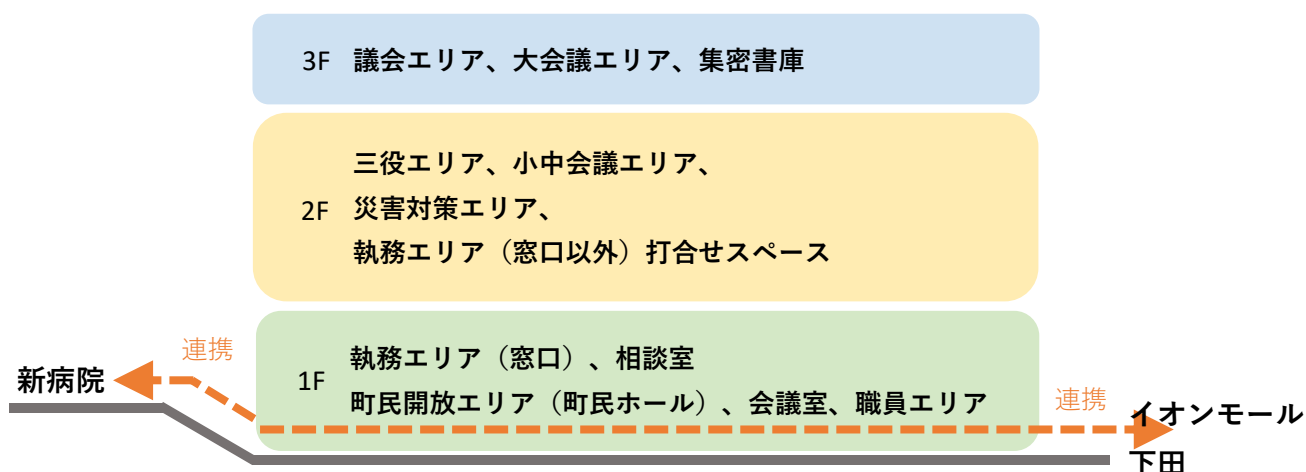 3F 議会エリア、大会議エリア、集密書庫
三役エリア、小中会議エリア、
2F 災害対策エリア、
執務エリア（窓口以外）打合せスペース
連携
新病院
1F
執務エリア（窓口）、相談室
町民開放エリア（町民ホール）、会議室、職員エリア
連携
イオンモール
下田